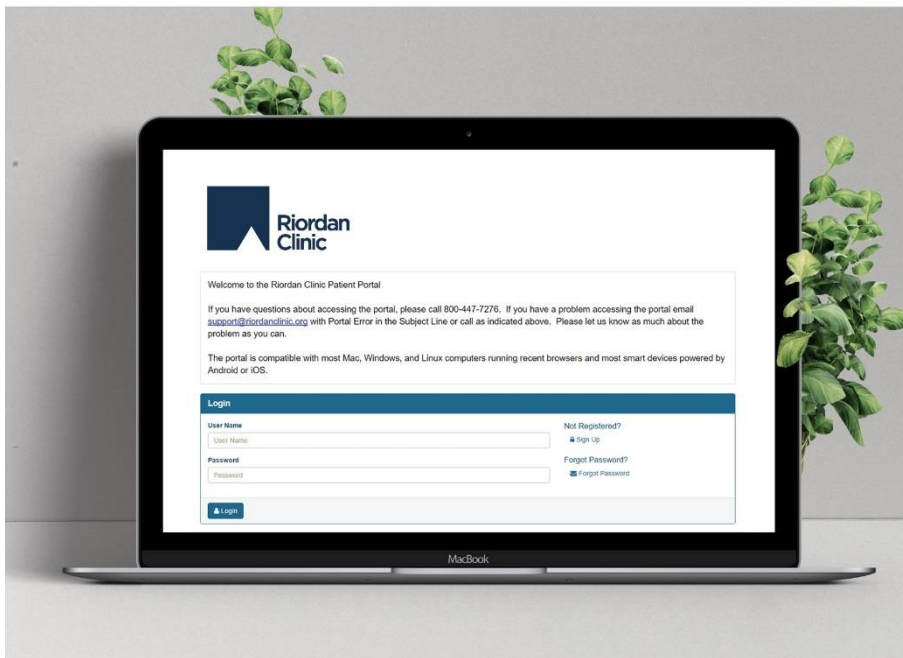 Riordan
Clinic
Welcome to the Riordan Clinic Patient Portal
If you have questions about accessing the portal, please call 800-447-7276. If you have a problem accessing the portal email
support@riordanclinic.org with Portal Error in the Subject Line or call as indicated above. Please let us know as much about the
problem as you can.
The portal is compatible with most Mac, Windows, and Linux computers running recent browsers and most smart devices powered by
Android or iOS.
Login
User Name
User Name
Not Registered?
Sign Up
Password
Password
Forgot Password?
Forgot Password
Login
MacBook